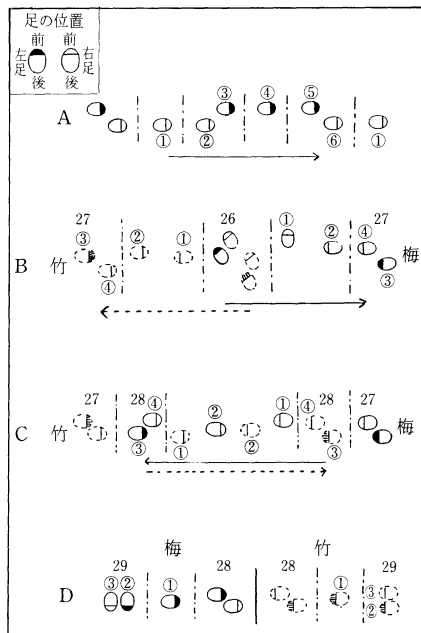 足の位置
前 前
左足 右足
後 後
③ ④ ⑤
A
① ② ⑥ ①
27 26 27
③ ② ① ① ② ④
B 竹 梅
④ ③
27 28 28 27
④ ② ① ④
C 竹 梅
③ ① ② ③
梅 竹
29 28 28 29
③ ② ① ① ③
D ②